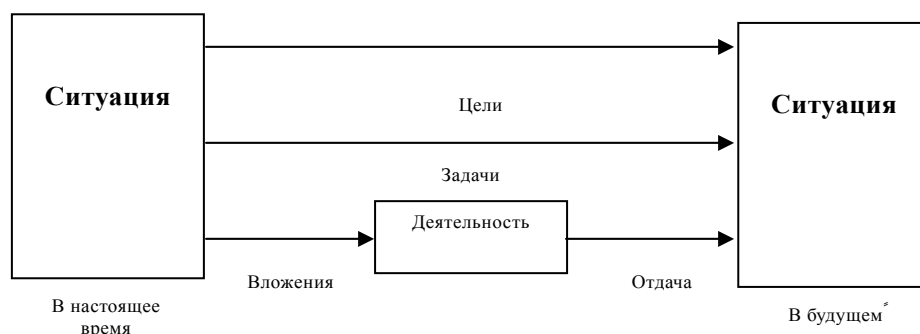 Ситуация
Ситуация
Цели
Задачи
Деятельность
Вложения
Отдача
В настоящее
время
В будущем